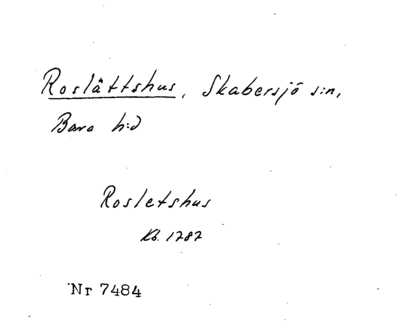 Roslättshus, Skabersjö s:n,
Bara h:d
Rosletshus
Kb. 1787
Nr 7484